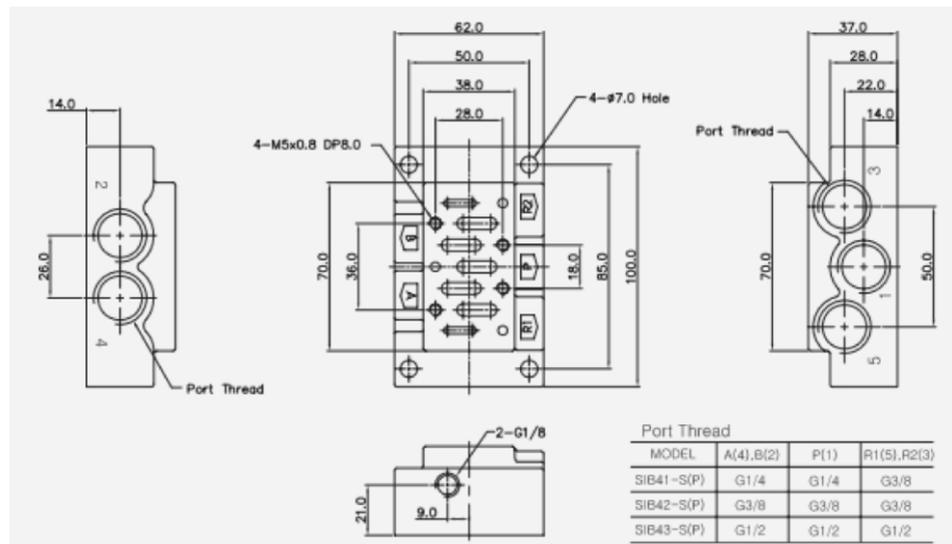 62.0
50.0
38.0
28.0
4-ø7.0 Hole
4-M5x0.8 DP8.0
14.0
2
26.0
4
Port Thread
R2
B
P
A
R1
70.0
36.0
18.0
85.0
100.0
37.0
28.0
22.0
14.0
Port Thread
3
70.0
1
50.0
5
2-G1/8
21.0
9.0
Port Thread
MODEL A(4),B(2) P(1) R1(5),R2(3)
SIB41-S(P) G1/4 G1/4 G3/8
SIB42-S(P) G3/8 G3/8 G3/8
SIB43-S(P) G1/2 G1/2 G1/2